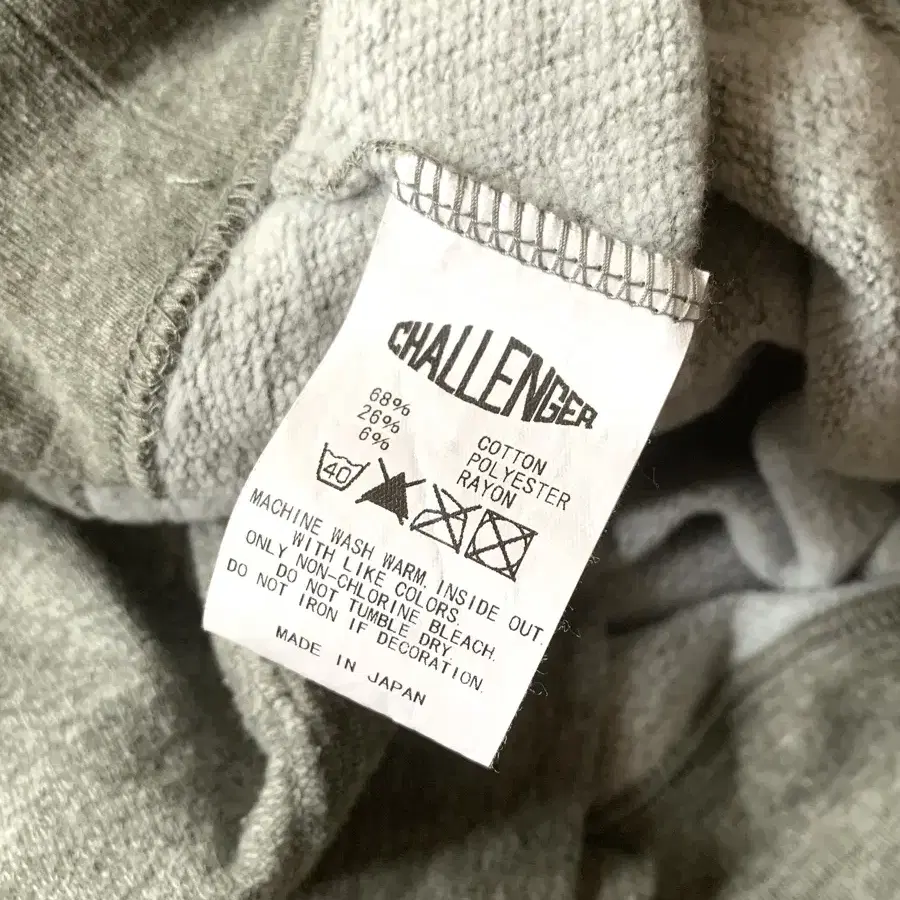 CHALLENGER
68% COTTON
26% POLYESTER
6% RAYON
40
MACHINE WASH WARM, INSIDE OUT.
WITH LIKE COLORS.
ONLY NON-CHLORINE BLEACH.
DO NOT TUMBLE DRY
DO NOT IRON IF DECORATION.
MADE IN JAPAN